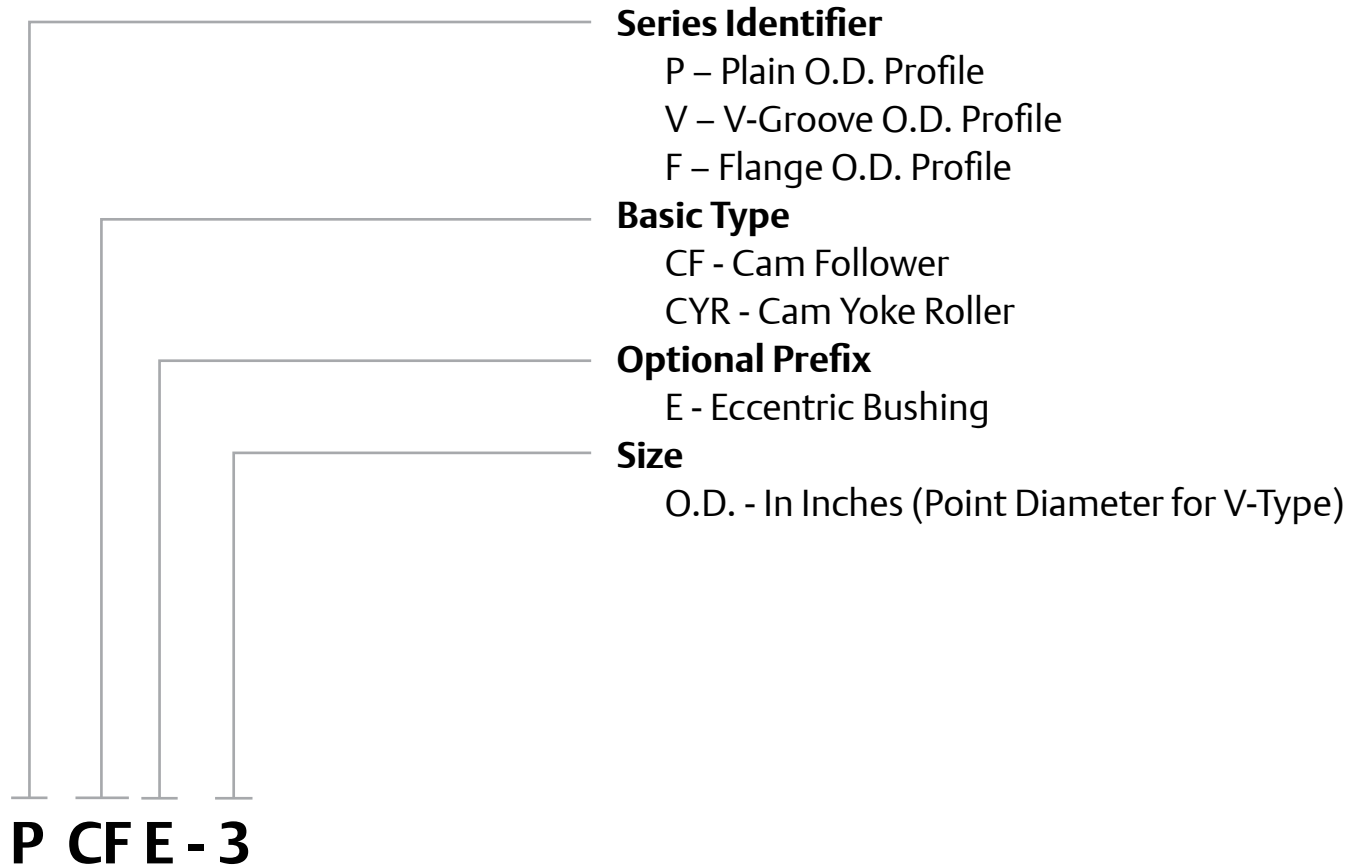 Series Identifier
P – Plain O.D. Profile
V – V-Groove O.D. Profile
F – Flange O.D. Profile
Basic Type
CF - Cam Follower
CYR - Cam Yoke Roller
Optional Prefix
E - Eccentric Bushing
Size
O.D. - In Inches (Point Diameter for V-Type)
P CF E - 3